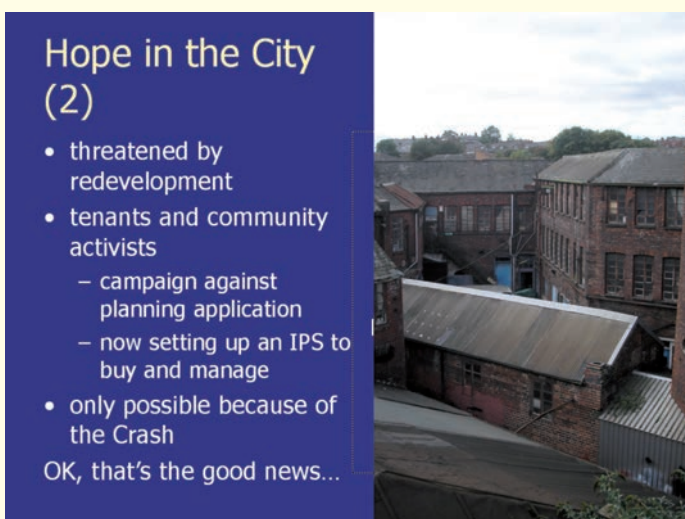 Hope in the City
(2)
• threatened by
redevelopment
• tenants and community
activists
– campaign against
planning application
– now setting up an IPS to
buy and manage
• only possible because of
the Crash
OK, that's the good news...